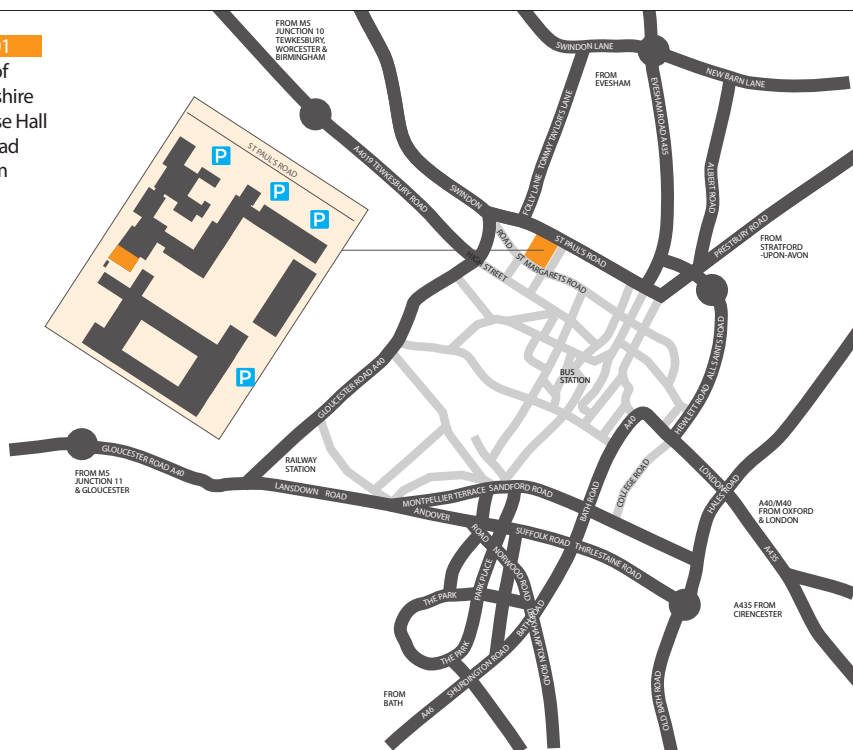 01
of
shire
se Hall
ad
m
FROM M5
JUNCTION 10
TEWKESBURY,
WORCESTER &
BIRMINGHAM
SWINDON LANE
FROM
EVESHAM
NEW BARN LANE
EVESHAM ROAD A435
FOLLY LANE TOMMY TAYLOR'S LANE
ALBERT ROAD
A4019 TEWKESBURY ROAD
ST PAUL'S ROAD
P
P
P
P
SWINDON
ROAD
ST PAUL'S ROAD
HIGH STREET
ST MARGARETS ROAD
PRESTBURY ROAD
FROM
STRATFORD
-UPON-AVON
GLOUCESTER ROAD A40
BUS
STATION
HEWLETT ROAD ALL SAINTS ROAD
A40
GLOUCESTER ROAD A40
FROM M5
JUNCTION 11
& GLOUCESTER
RAILWAY
STATION
LANSDOWN ROAD
MONTPELLIER TERRACE SANDFORD ROAD
ANDOVER
ROAD
BATH ROAD
COLLEGE ROAD
LONDON
HALES ROAD
A40/M40
FROM OXFORD
& LONDON
A435
SUFFOLK ROAD THIRLESTAINE ROAD
NORWOOD ROAD
PARK PLACE
THE PARK
THE PARK
BATH ROAD
A46 SHURDINGTON ROAD
A435 FROM
CIRENCESTER
OLD BATH ROAD
FROM
BATH